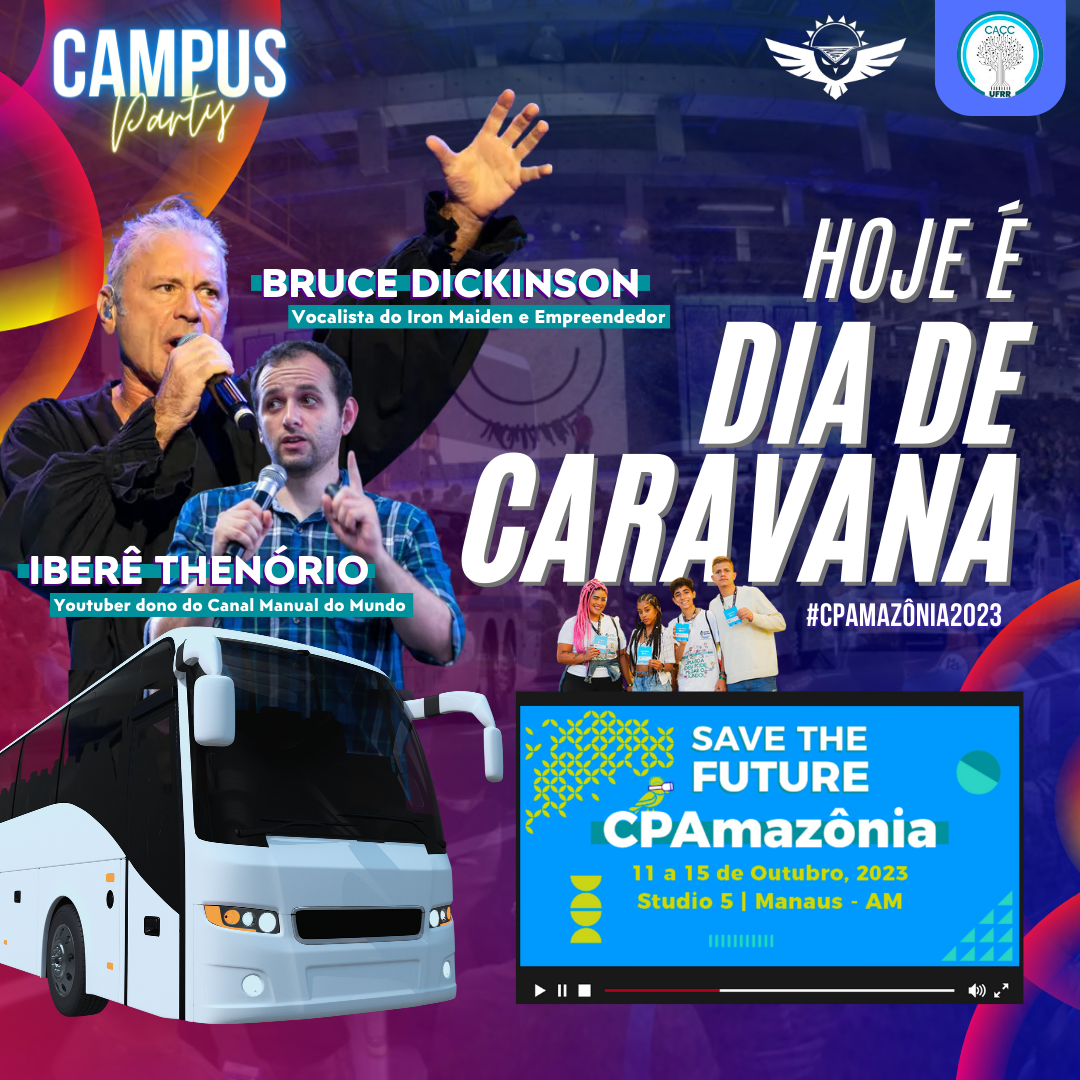 CAMPUS
Party
CACC
UFRR
BRUCE DICKINSON
Vocalista do Iron Maiden e Empreendedor
HOJE É
DIA DE
CARAVANA
#CPAMAZÔNIA2023
IBERÊ THENÓRIO
Youtuber dono do Canal Manual do Mundo
SAVE THE
FUTURE
CPAmazônia
11 a 15 de Outubro, 2023
Studio 5 | Manaus - AM